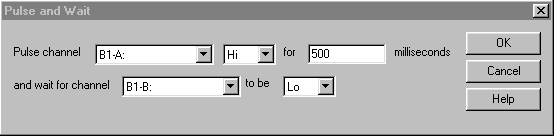 Pulse and Wait
Pulse channel B1-A: Hi for 500 milliseconds OK
Cancel
and wait for channel B1-B: to be Lo
Help